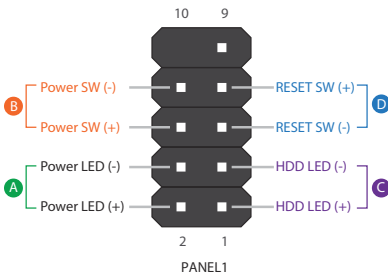 10 9
Power SW (-) RESET SW (+)
B D
Power SW (+) RESET SW (-)
Power LED (-) HDD LED (-)
A C
Power LED (+) HDD LED (+)
2 1
PANEL1